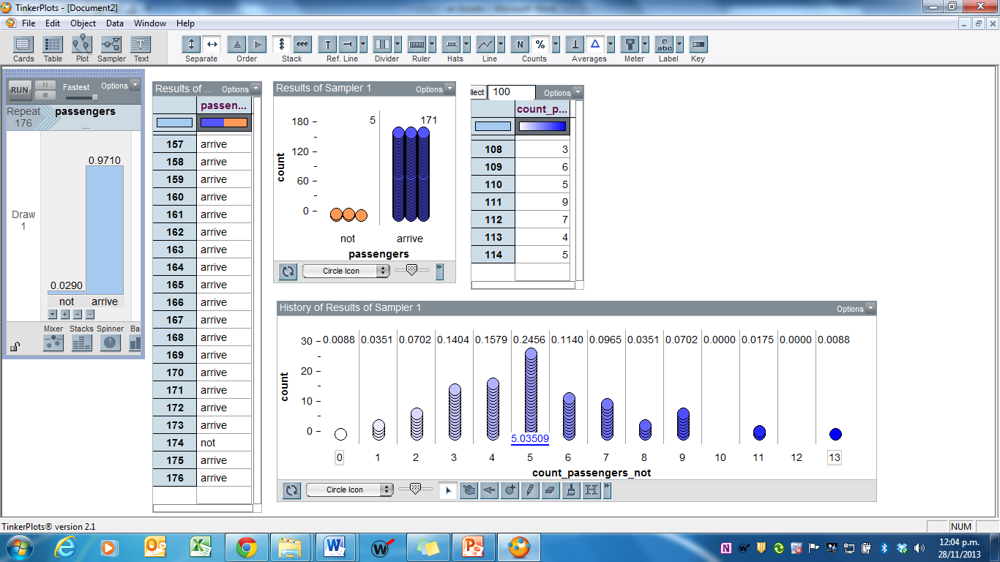 TinkerPlots - [Document2]
File Edit Object Data Window Help
Cards Table Plot Sampler Text Separate Order Stack Ref. Line Divider Ruler Hats Line Counts Averages Meter Label Key
N % N abc
RUN Fastest Options
Repeat 176 passengers
0.9710
Draw 1
0.0290
not arrive
Mixer Stacks Spinner Ba
Results of ... Options
passen...
157 arrive
158 arrive
159 arrive
160 arrive
161 arrive
162 arrive
163 arrive
164 arrive
165 arrive
166 arrive
167 arrive
168 arrive
169 arrive
170 arrive
171 arrive
172 arrive
173 arrive
174 not
175 arrive
176 arrive
Results of Sampler 1 Options
5 171
180
120
60
0
count
not arrive
passengers
Circle Icon
llect 100 Options
count_p...
108 3
109 6
110 5
111 9
112 7
113 4
114 5
History of Results of Sampler 1 Options
30 0.0088 0.0351 0.0702 0.1404 0.1579 0.2456 0.1140 0.0965 0.0351 0.0702 0.0000 0.0175 0.0000 0.0088
20
10
0
count
5.03509
0 1 2 3 4 5 6 7 8 9 10 11 12 13
count_passengers_not
Circle Icon
TinkerPlots® version 2.1 NUM
12:04 p.m.
28/11/2013